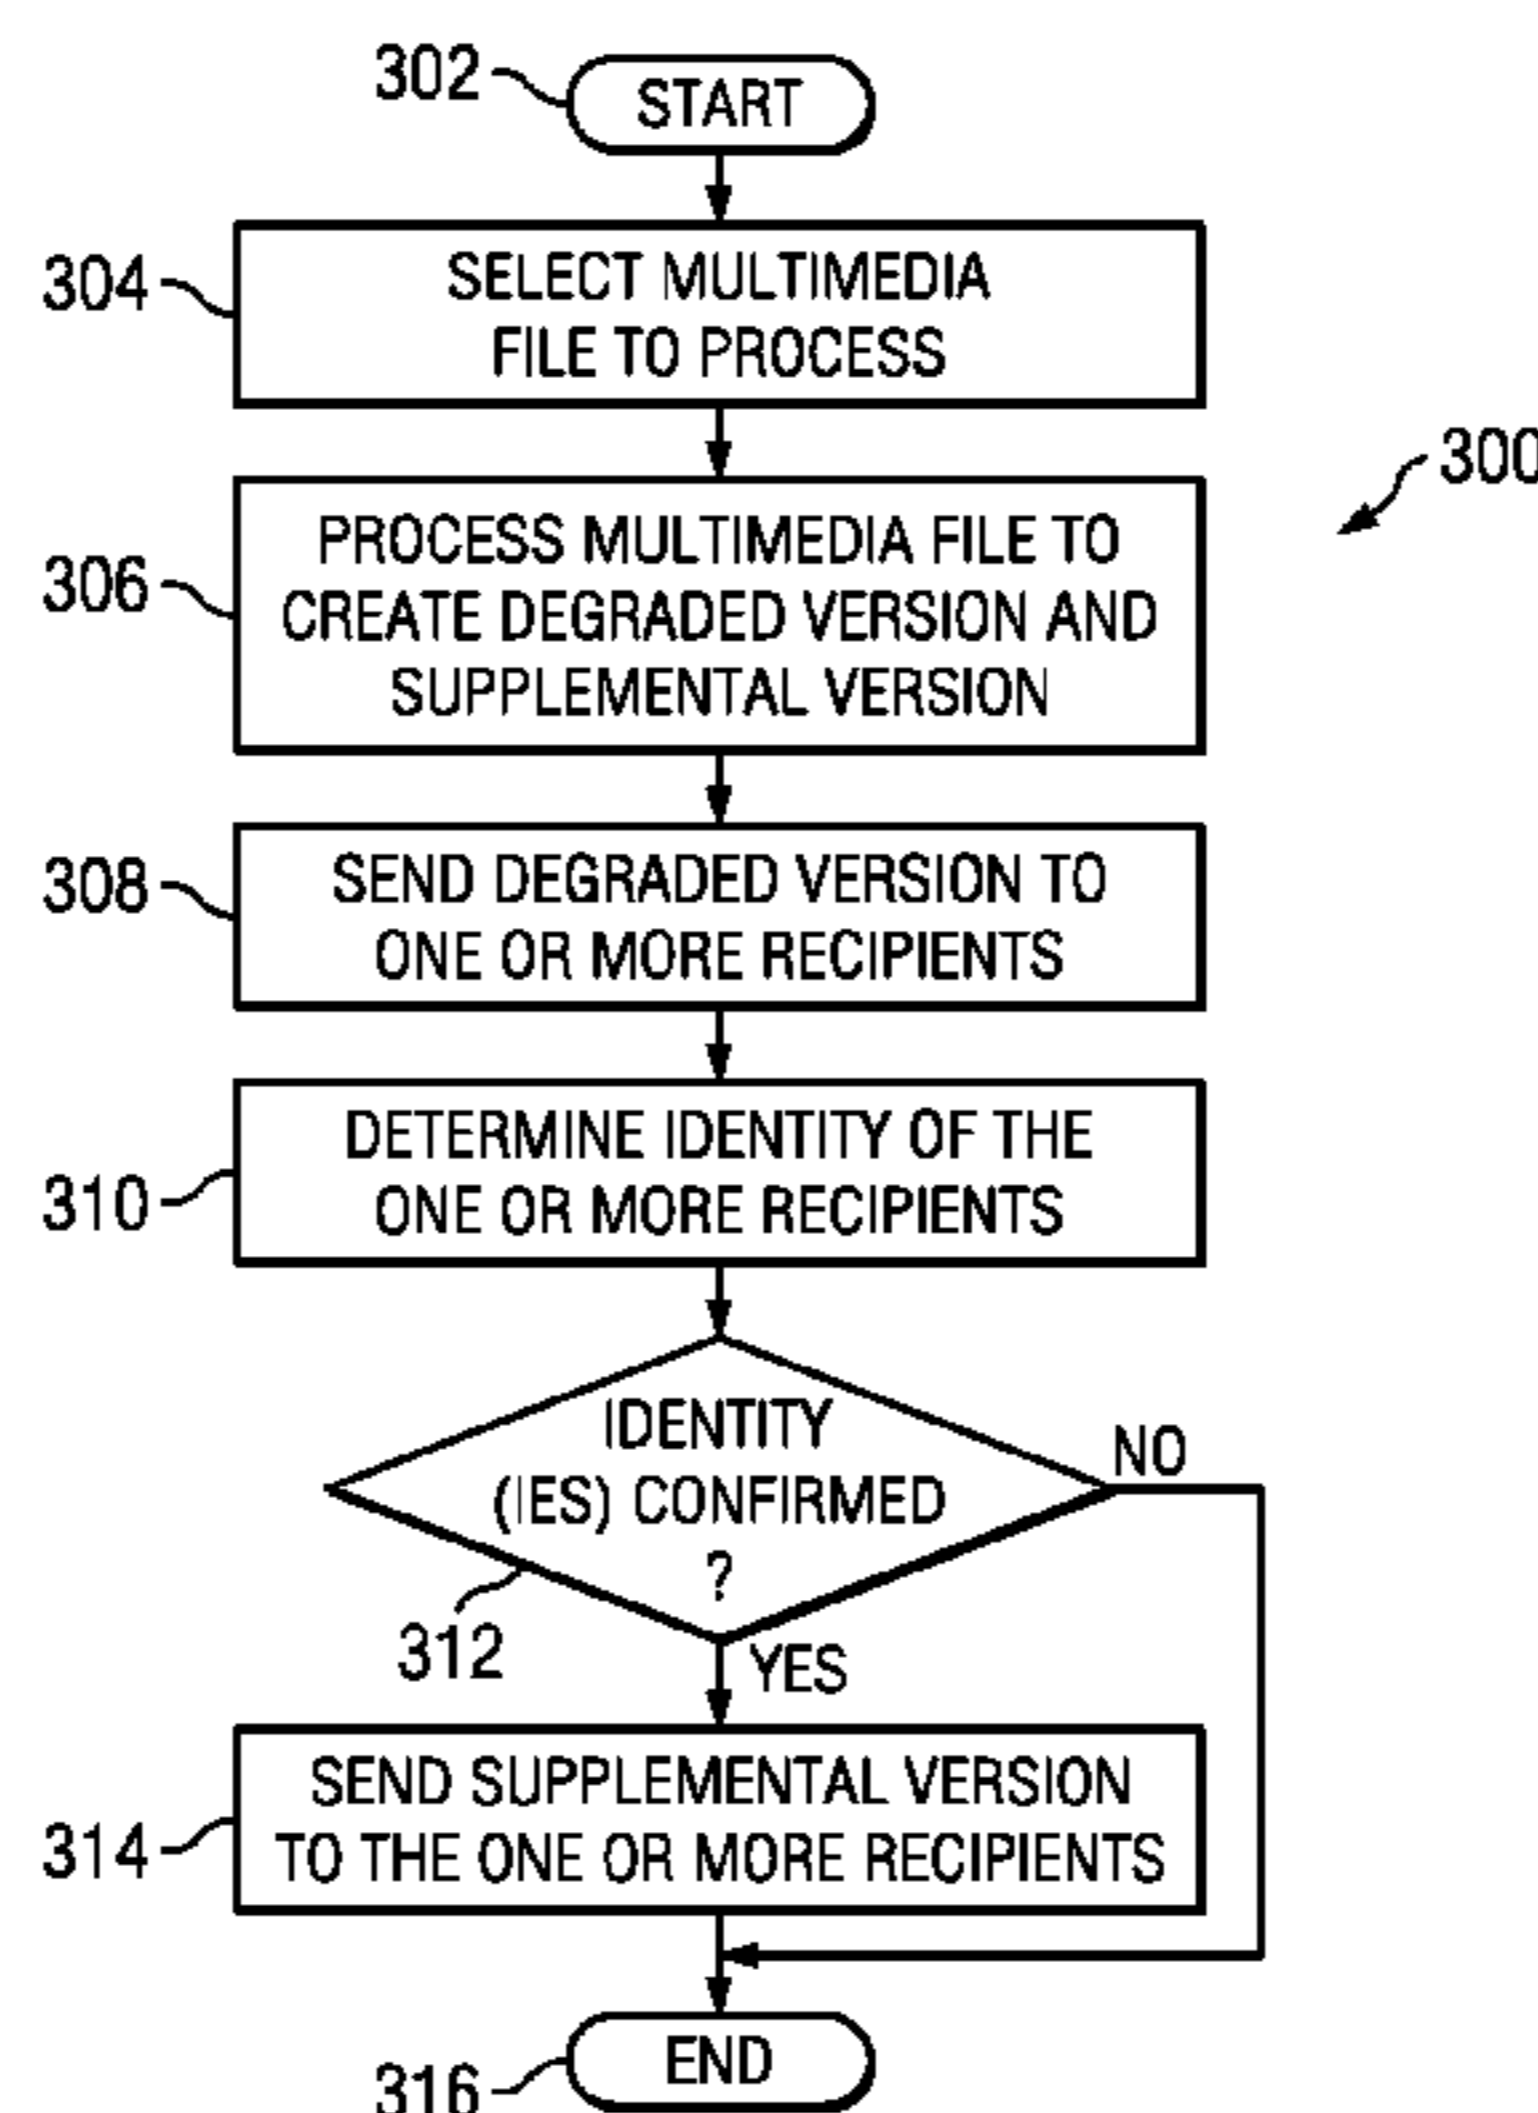 302
START
304
SELECT MULTIMEDIA
FILE TO PROCESS
300
306
PROCESS MULTIMEDIA FILE TO
CREATE DEGRADED VERSION AND
SUPPLEMENTAL VERSION
308
SEND DEGRADED VERSION TO
ONE OR MORE RECIPIENTS
310
DETERMINE IDENTITY OF THE
ONE OR MORE RECIPIENTS
IDENTITY
(IES) CONFIRMED
?
NO
312
YES
314
SEND SUPPLEMENTAL VERSION
TO THE ONE OR MORE RECIPIENTS
END
316